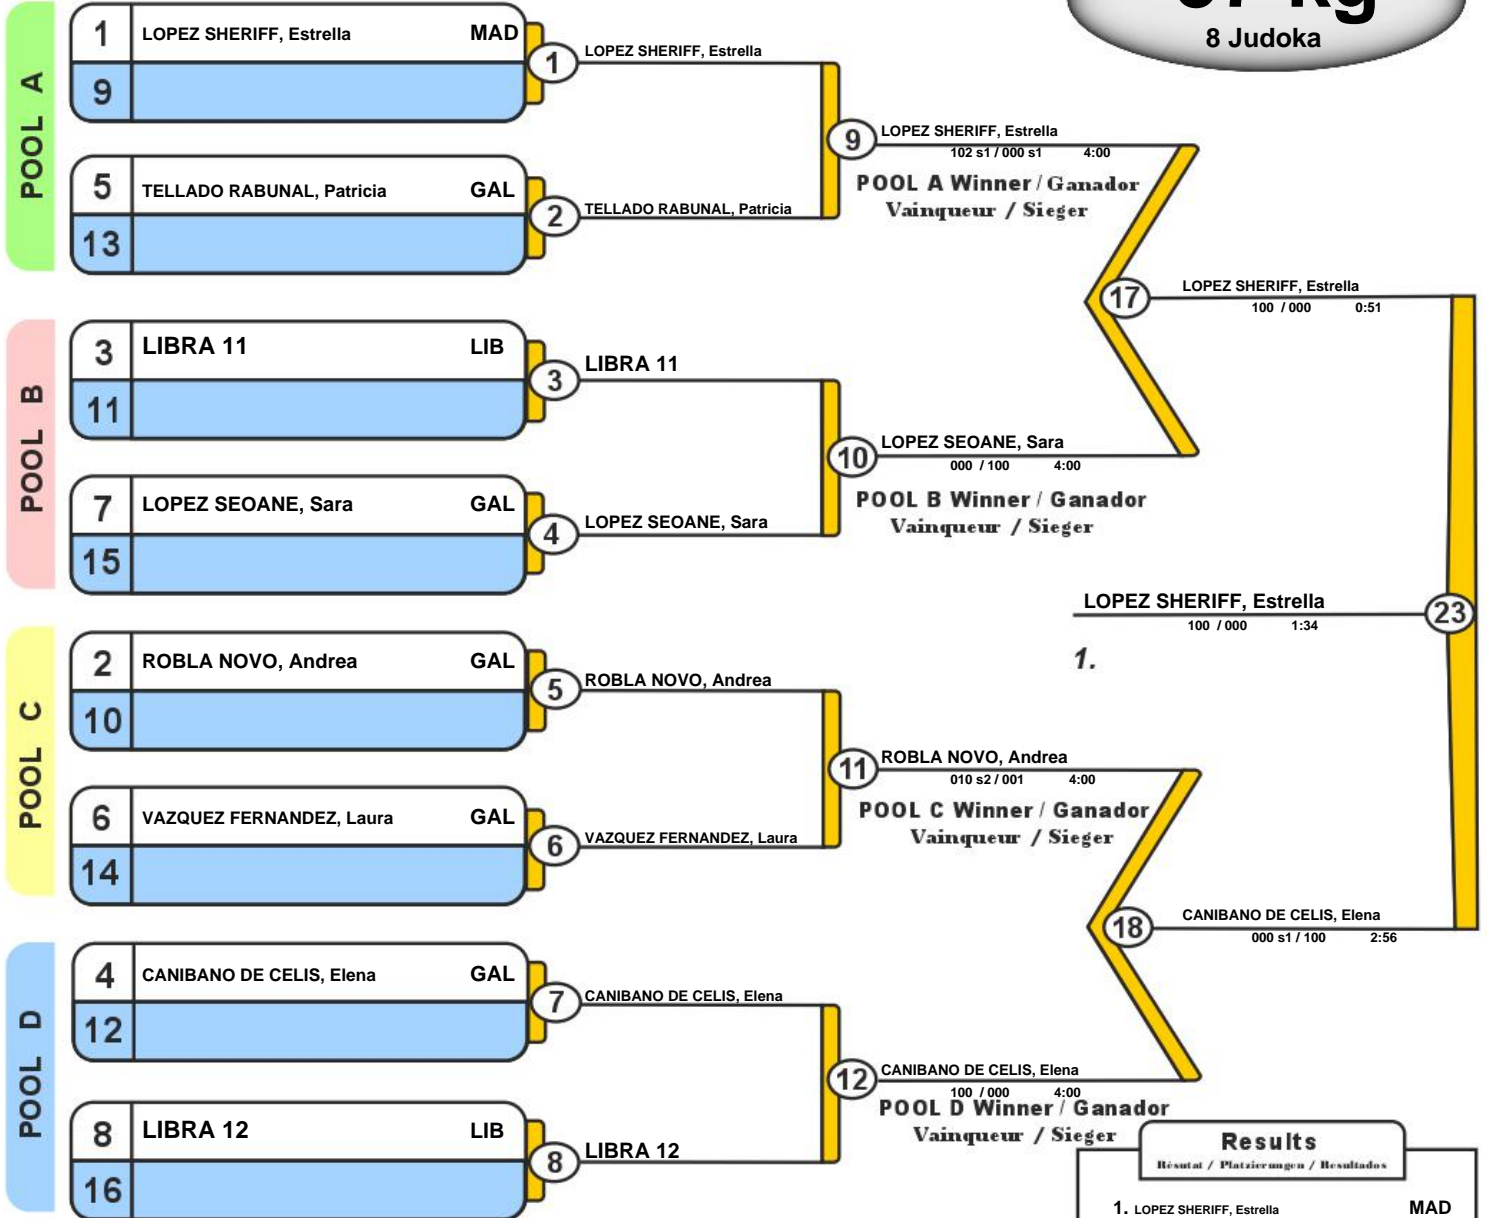 kg
8 Judoka
POOL A
1 LOPEZ SHERIFF, Estrella MAD
9
1 LOPEZ SHERIFF, Estrella
5 TELLADO RABUNAL, Patricia GAL
13
2 TELLADO RABUNAL, Patricia
9 LOPEZ SHERIFF, Estrella
102 s1 / 000 s1 4:00
POOL A Winner / Ganador
Vainqueur / Sieger
POOL B
3 LIBRA 11 LIB
11
3 LIBRA 11
7 LOPEZ SEOANE, Sara GAL
15
4 LOPEZ SEOANE, Sara
10 LOPEZ SEOANE, Sara
000 / 100 4:00
POOL B Winner / Ganador
Vainqueur / Sieger
17 LOPEZ SHERIFF, Estrella
100 / 000 0:51
LOPEZ SHERIFF, Estrella 23
100 / 000 1:34
1.
POOL C
2 ROBLA NOVO, Andrea GAL
10
5 ROBLA NOVO, Andrea
6 VAZQUEZ FERNANDEZ, Laura GAL
14
6 VAZQUEZ FERNANDEZ, Laura
11 ROBLA NOVO, Andrea
010 s2 / 001 4:00
POOL C Winner / Ganador
Vainqueur / Sieger
18 CANIBANO DE CELIS, Elena
000 s1 / 100 2:56
POOL D
4 CANIBANO DE CELIS, Elena GAL
12
7 CANIBANO DE CELIS, Elena
8 LIBRA 12 LIB
16
8 LIBRA 12
12 CANIBANO DE CELIS, Elena
100 / 000 4:00
POOL D Winner / Ganador
Vainqueur / Sieger
Results
Résutat / Platzierungen / Resultados
1. LOPEZ SHERIFF, Estrella MAD